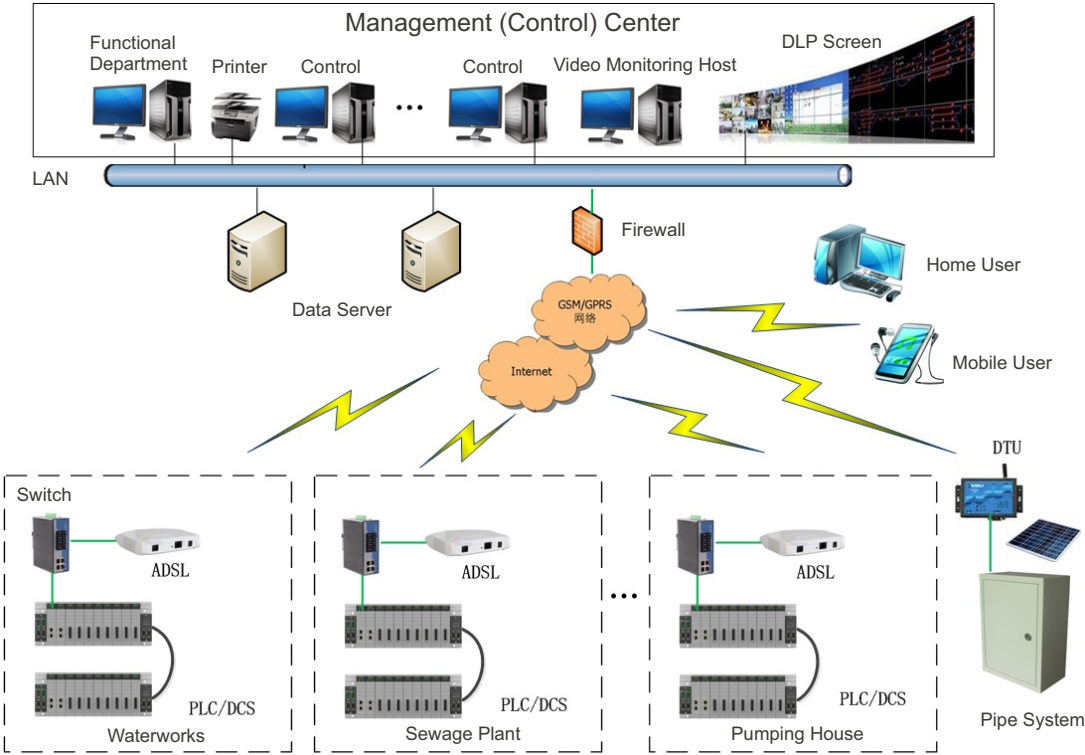 Management (Control) Center
Functional
Department
Printer
Control
...
Control
Video Monitoring Host
DLP Screen
LAN
Firewall
Home User
Data Server
GSM/GPRS
网络
Mobile User
Internet
DTU
Switch
ADSL
ADSL
ADSL
...
PLC/DCS
PLC/DCS
PLC/DCS
Waterworks
Sewage Plant
Pumping House
Pipe System